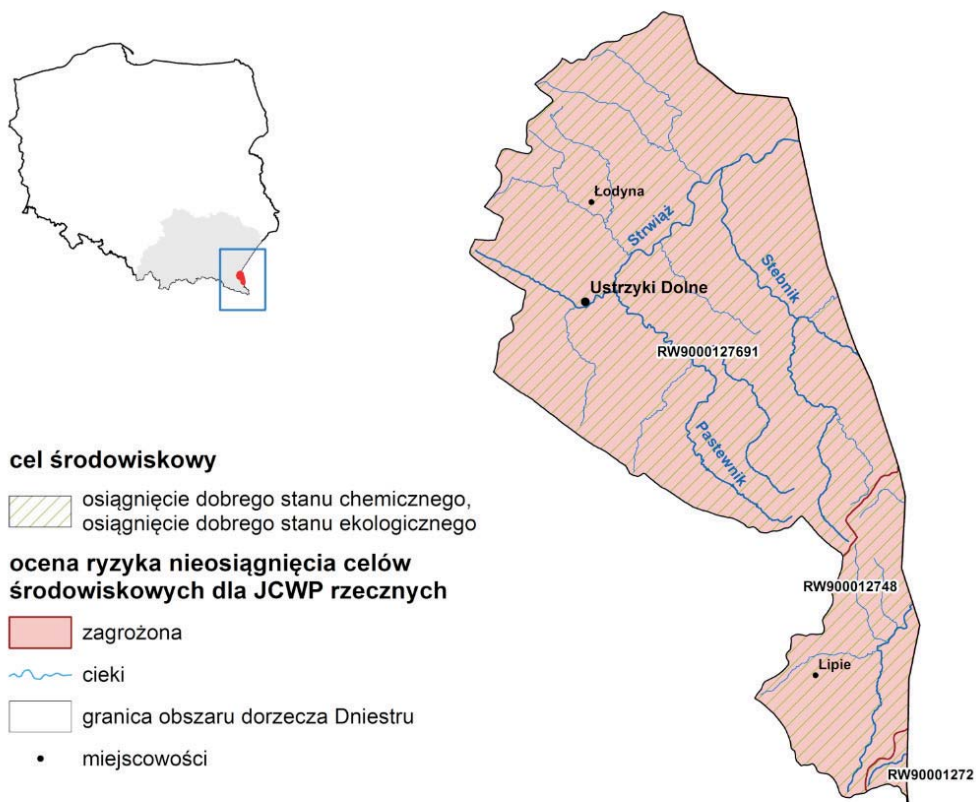 cel środowiskowy
osiągnięcie dobrego stanu chemicznego,
osiągnięcie dobrego stanu ekologicznego
ocena ryzyka nieosiągnięcia celów
środowiskowych dla JCWP rzecznych
zagrożona
cieki
granica obszaru dorzecza Dniestru
miejscowości
Łodyna
Strwiąż
Stebnik
Ustrzyki Dolne
RW9000127691
Pastewnik
RW900012748
Lipie
RW90001272